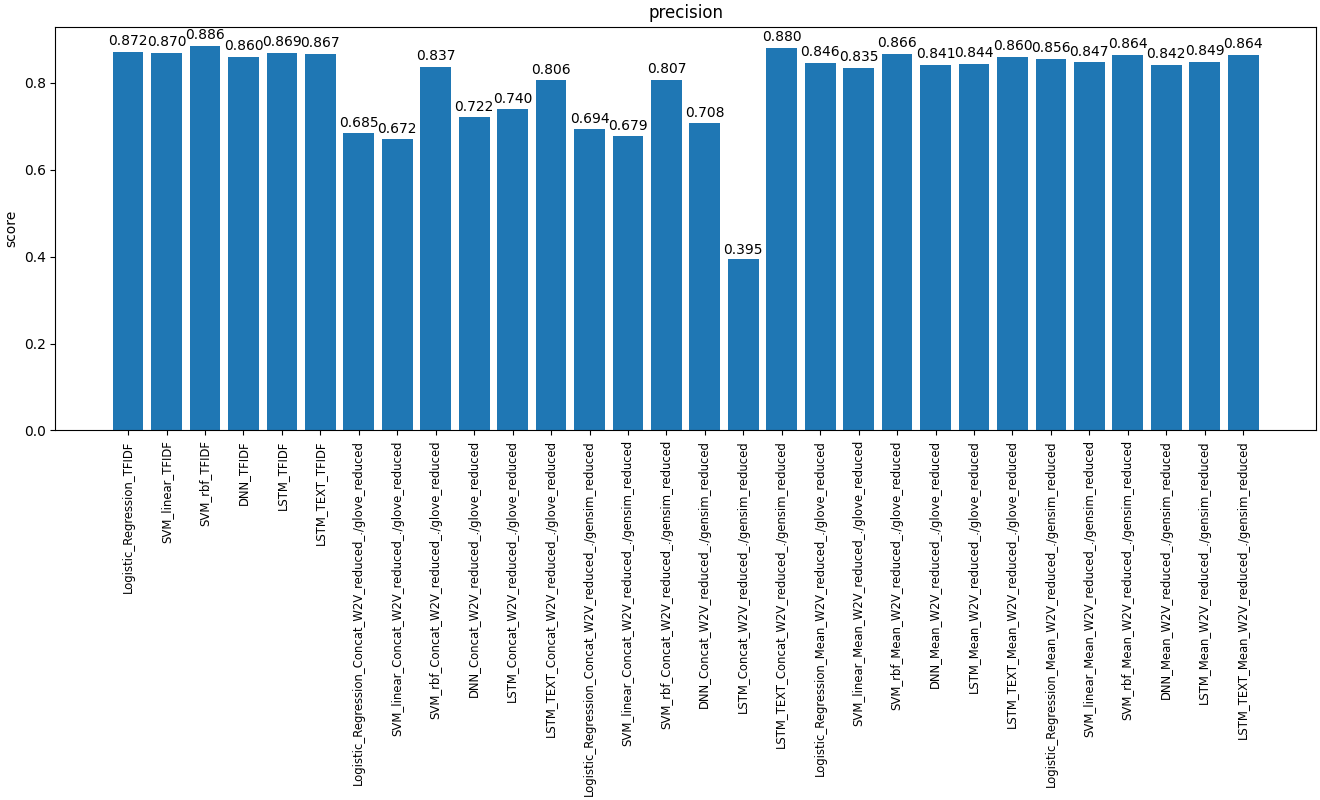 precision
score
0.8
0.6
0.4
0.2
0.0
0.872
0.870
0.886
0.860
0.869
0.867
0.685
0.672
0.837
0.722
0.740
0.806
0.694
0.679
0.807
0.708
0.395
0.880
0.846
0.835
0.866
0.841
0.844
0.860
0.856
0.847
0.864
0.842
0.849
0.864
Logistic_Regression_TFIDF
SVM_linear_TFIDF
SVM_rbf_TFIDF
DNN_TFIDF
LSTM_TFIDF
LSTM_TEXT_TFIDF
Logistic_Regression_Concat_W2V_reduced_./glove_reduced
SVM_linear_Concat_W2V_reduced_./glove_reduced
SVM_rbf_Concat_W2V_reduced_./glove_reduced
DNN_Concat_W2V_reduced_./glove_reduced
LSTM_Concat_W2V_reduced_./glove_reduced
LSTM_TEXT_Concat_W2V_reduced_./glove_reduced
Logistic_Regression_Concat_W2V_reduced_./gensim_reduced
SVM_linear_Concat_W2V_reduced_./gensim_reduced
SVM_rbf_Concat_W2V_reduced_./gensim_reduced
DNN_Concat_W2V_reduced_./gensim_reduced
LSTM_Concat_W2V_reduced_./gensim_reduced
LSTM_TEXT_Concat_W2V_reduced_./gensim_reduced
Logistic_Regression_Mean_W2V_reduced_./glove_reduced
SVM_linear_Mean_W2V_reduced_./glove_reduced
SVM_rbf_Mean_W2V_reduced_./glove_reduced
DNN_Mean_W2V_reduced_./glove_reduced
LSTM_Mean_W2V_reduced_./glove_reduced
LSTM_TEXT_Mean_W2V_reduced_./glove_reduced
Logistic_Regression_Mean_W2V_reduced_./gensim_reduced
SVM_linear_Mean_W2V_reduced_./gensim_reduced
SVM_rbf_Mean_W2V_reduced_./gensim_reduced
DNN_Mean_W2V_reduced_./gensim_reduced
LSTM_Mean_W2V_reduced_./gensim_reduced
LSTM_TEXT_Mean_W2V_reduced_./gensim_reduced